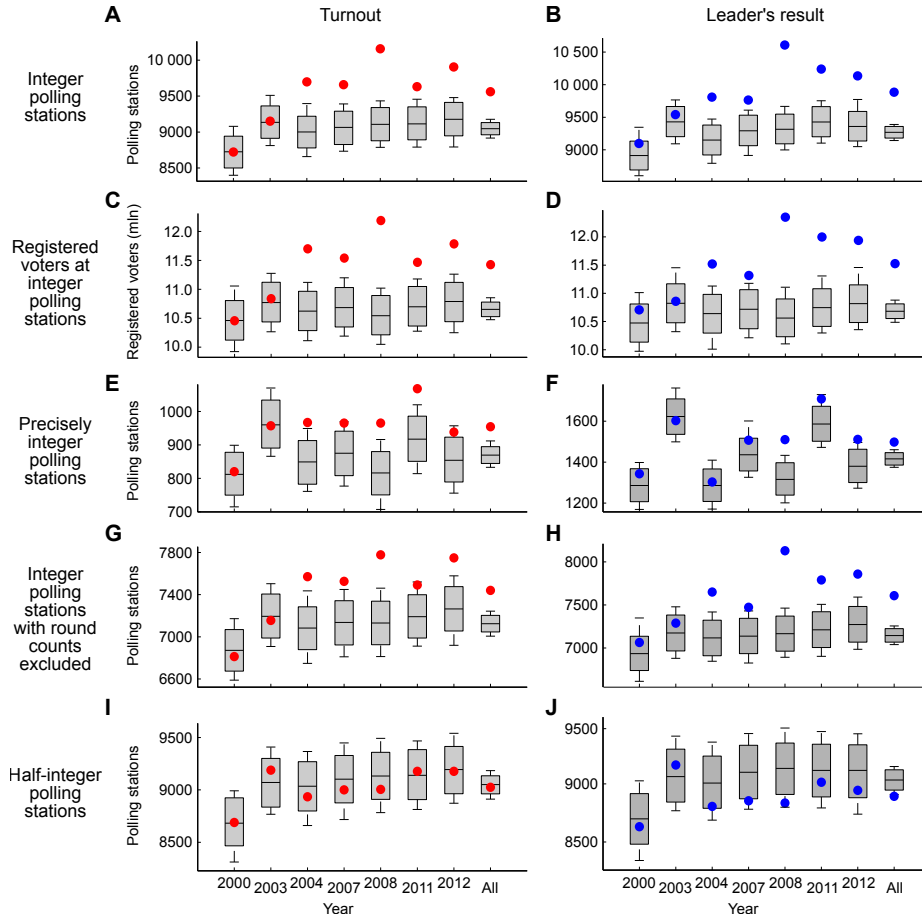 A
Turnout
B
Leader's result
Integer
polling
stations
Polling stations
10 000
9500
9000
8500
10 500
10 000
9500
9000
C
D
Registered
voters at
integer
polling
stations
Registered voters (mln)
12.0
11.5
11.0
10.5
10.0
12.0
11.5
11.0
10.5
10.0
E
F
Precisely
integer
polling
stations
Polling stations
1000
900
800
700
1600
1400
1200
G
H
Integer
polling
stations
with round
counts
excluded
Polling stations
7800
7400
7000
6600
8000
7500
7000
I
J
Half-integer
polling
stations
Polling stations
9500
9000
8500
9500
9000
8500
2000 2003 2004 2007 2008 2011 2012 All
Year
2000 2003 2004 2007 2008 2011 2012 All
Year